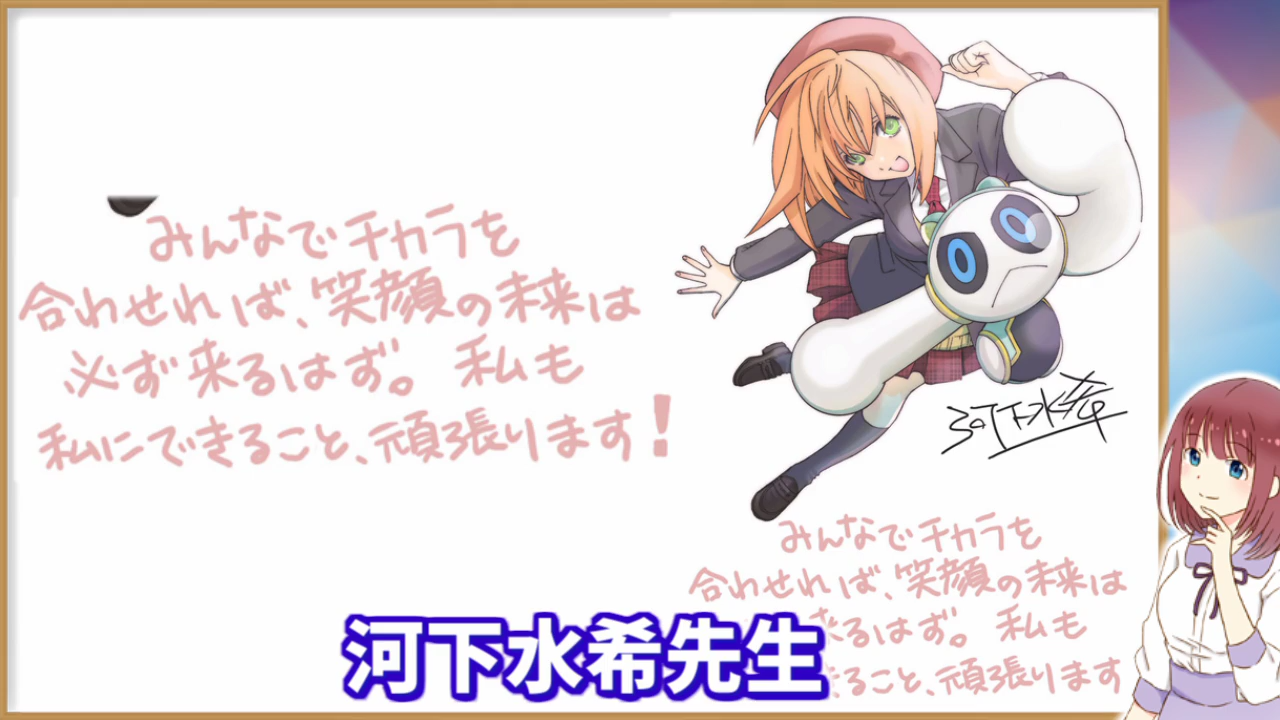 みんなでチカラを
合わせれば、笑顔の未来は
必ず来るはず。私も
私にできること、頑張ります！
河下水希
みんなでチカラを
合わせれば、笑顔の未来は
来るはず。私も
きること、頑張ります
河下水希先生